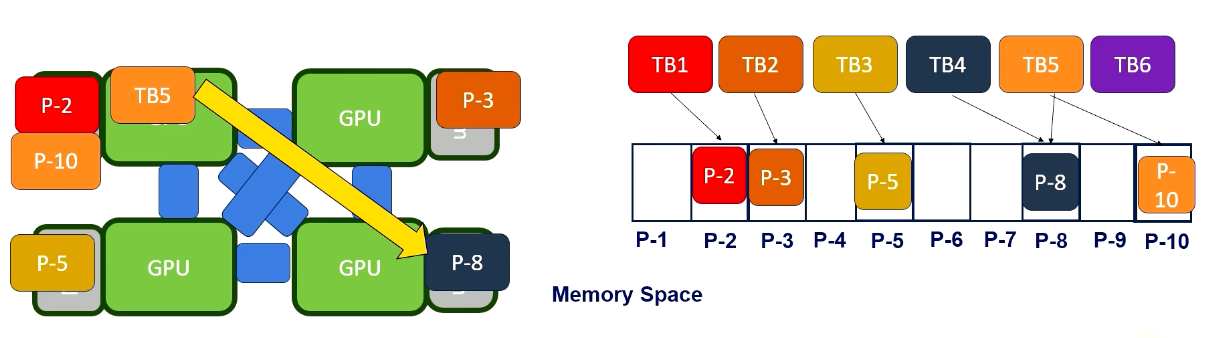 P-2
TB5
P-10
GPU
P-3
P-5
GPU
GPU
P-8
TB1
TB2
TB3
TB4
TB5
TB6
P-2
P-3
P-5
P-8
P-
10
P-1
P-2
P-3
P-4
P-5
P-6
P-7
P-8
P-9
P-10
Memory Space